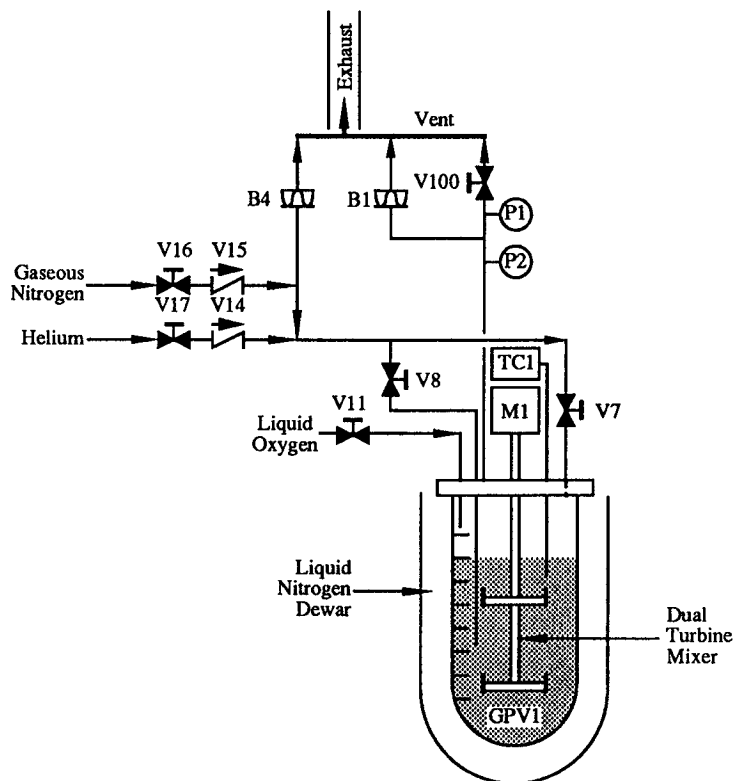 Exhaust
Vent
V100
B4
B1
P1
V16
V15
P2
Gaseous
Nitrogen
V17
V14
Helium
TC1
V8
V11
M1
V7
Liquid
Oxygen
Liquid
Nitrogen
Dewar
Dual
Turbine
Mixer
GPV1